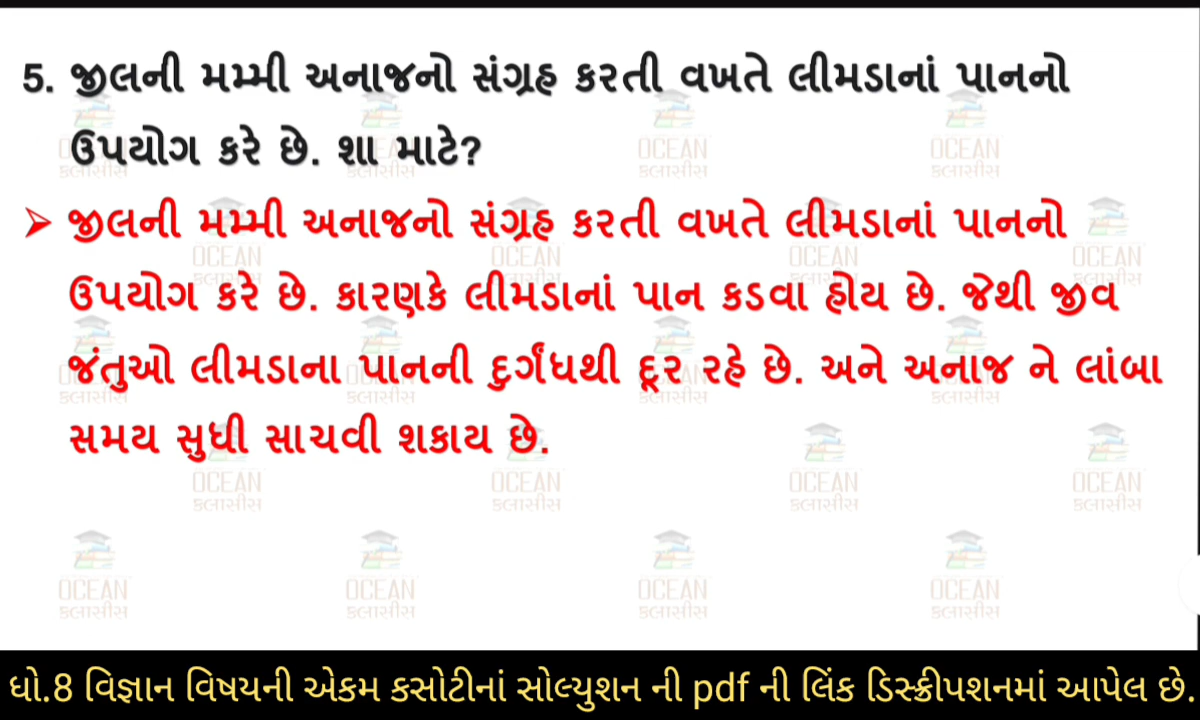 5. જીલની મમ્મી અનાજનો સંગ્રહ કરતી વખતે લીમડાનાં પાનનો
ઉપયોગ કરે છે. શા માટે?
➢ જીલની મમ્મી અનાજનો સંગ્રહ કરતી વખતે લીમડાનાં પાનનો
ઉપયોગ કરે છે. કારણકે લીમડાનાં પાન કડવા હોય છે. જેથી જીવ
જંતુઓ લીમડાના પાનની દુર્ગંધથી દૂર રહે છે. અને અનાજ ને લાંબા
સમય સુધી સાચવી શકાય છે.
OCEAN
ક્લાસીસ
ધો.8 વિજ્ઞાન વિષયની એકમ કસોટીનાં સોલ્યુશન ની pdf ની લિંક ડિસ્ક્રીપશનમાં આપેલ છે.